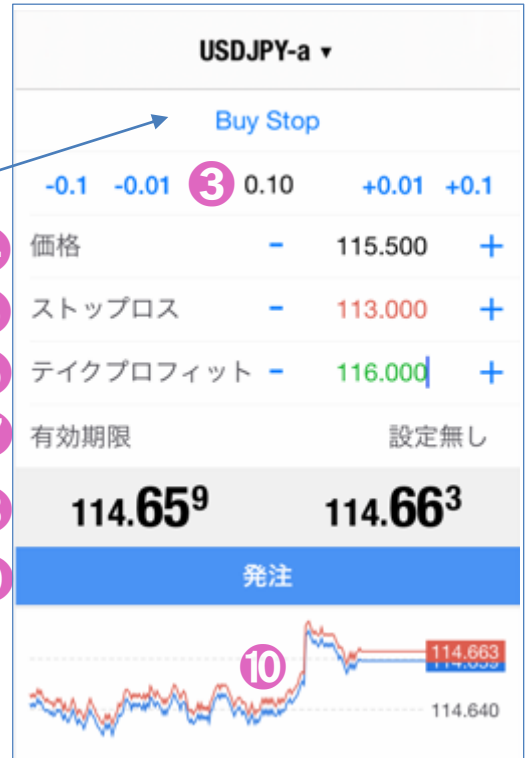 USDJPY-a ▼
Buy Stop
-0.1 -0.01 ❸ 0.10 +0.01 +0.1
価格 - 115.500 +
ストップロス - 113.000 +
テイクプロフィット - 116.000 +
有効期限 設定無し
114.659 114.663
発注
❿
114.663
114.640